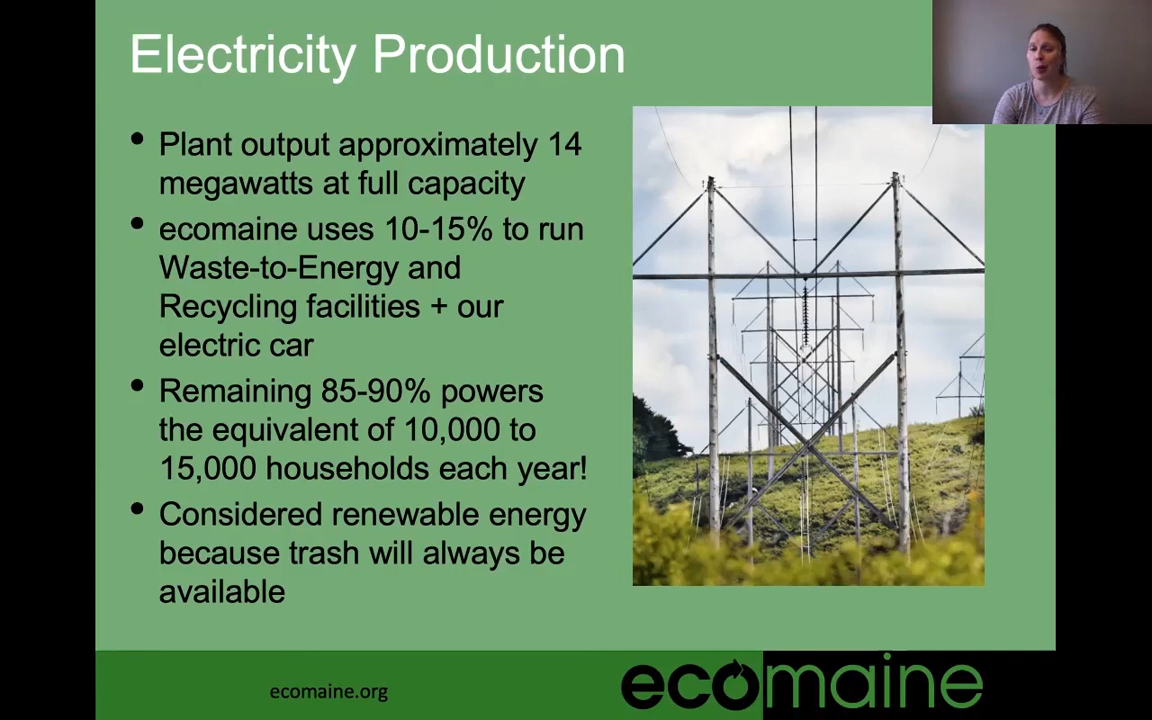 Electricity Production
• Plant output approximately 14
megawatts at full capacity
• ecomaine uses 10-15% to run
Waste-to-Energy and
Recycling facilities + our
electric car
• Remaining 85-90% powers
the equivalent of 10,000 to
15,000 households each year!
• Considered renewable energy
because trash will always be
available
ecomaine.org
ecomaine